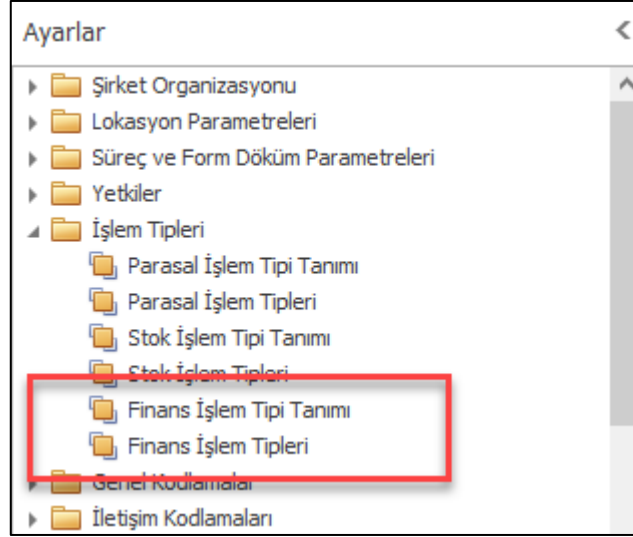 Ayarlar
Şirket Organizasyonu
Lokasyon Parametreleri
Süreç ve Form Döküm Parametreleri
Yetkiler
İşlem Tipleri
Parasal İşlem Tipi Tanımı
Parasal İşlem Tipleri
Stok İşlem Tipi Tanımı
Stok İşlem Tipleri
Finans İşlem Tipi Tanımı
Finans İşlem Tipleri
Genel Kodlamalar
İletişim Kodlamaları